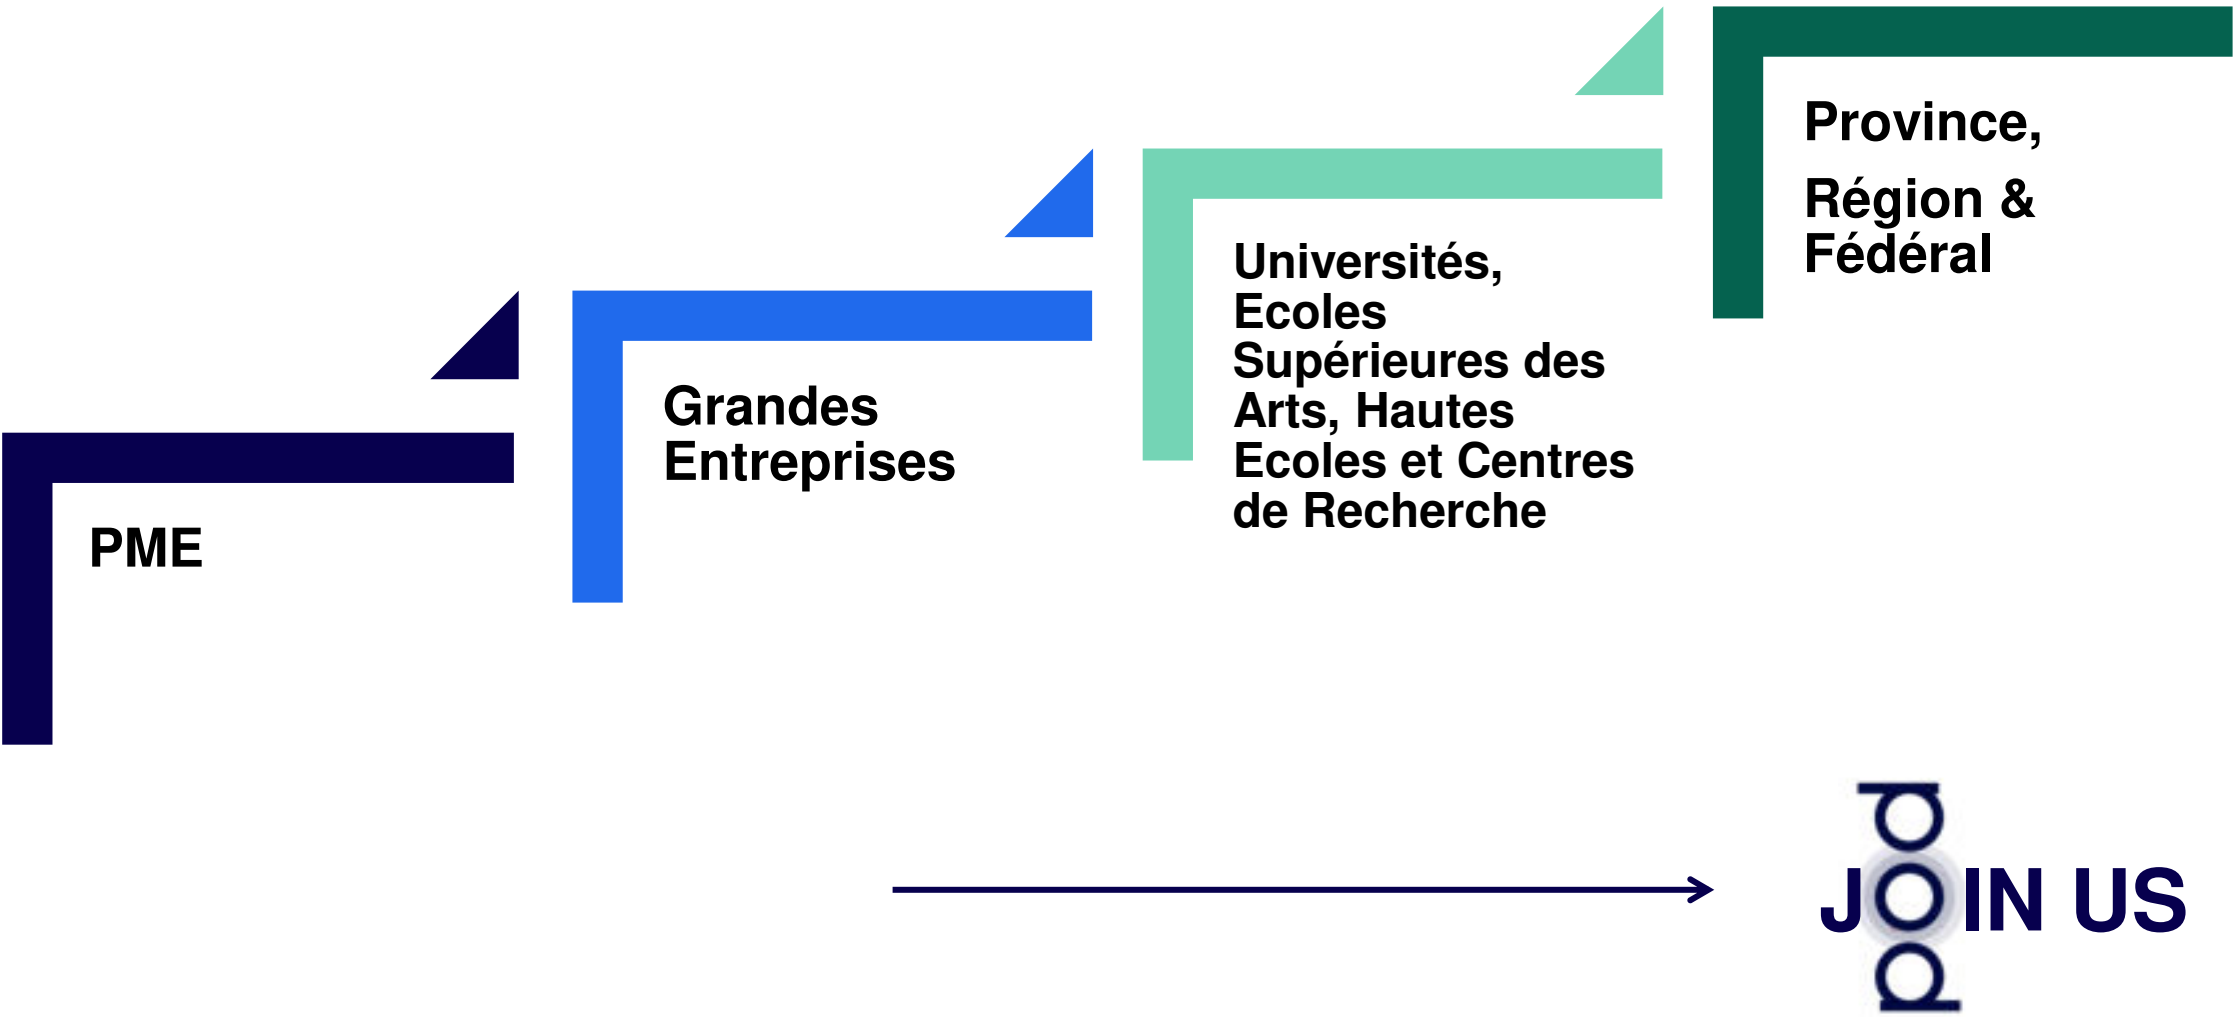 PME
Grandes
Entreprises
Universités,
Ecoles
Supérieures des
Arts, Hautes
Ecoles et Centres
de Recherche
Province,
Région &
Fédéral
JOIN US